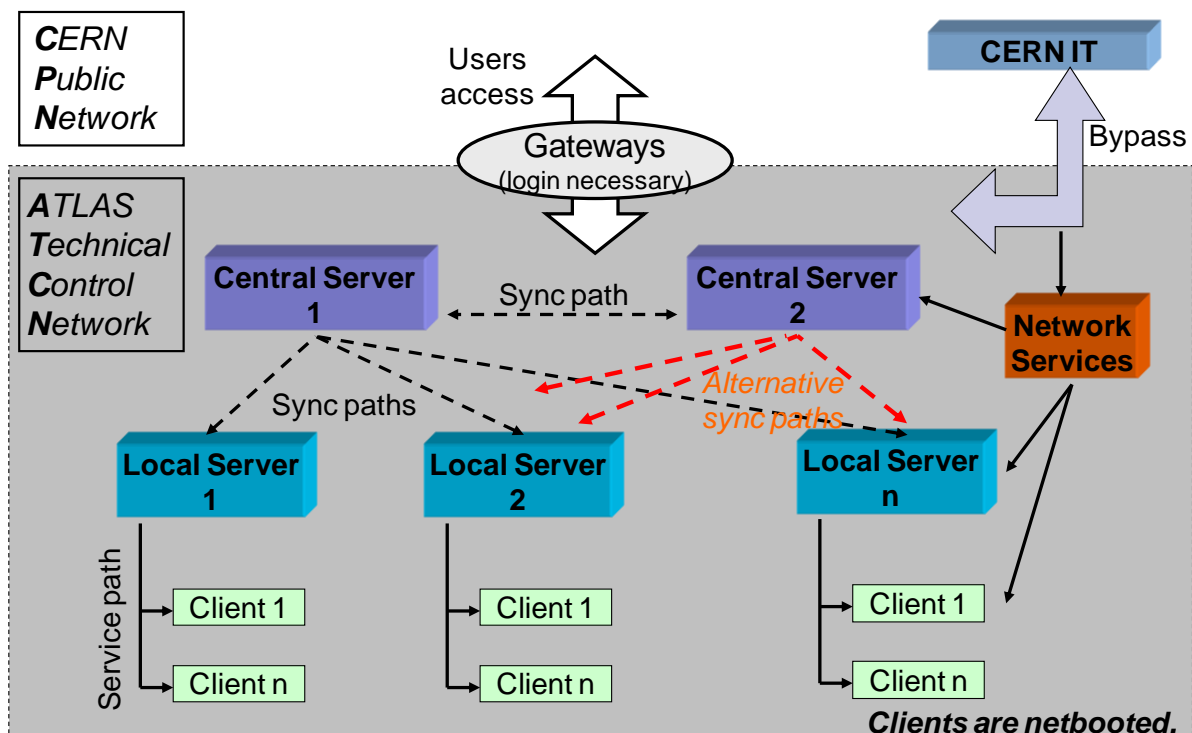 CERN
Public
Network
Users
access
CERN IT
Gateways
(login necessary)
Bypass
ATLAS
Technical
Control
Network
Central Server
1
Sync path
Central Server
2
Network
Services
Sync paths
Alternative
sync paths
Local Server
1
Local Server
2
Local Server
n
Service path
Client 1
Client n
Client 1
Client n
Client 1
Client n
Clients are netbooted.